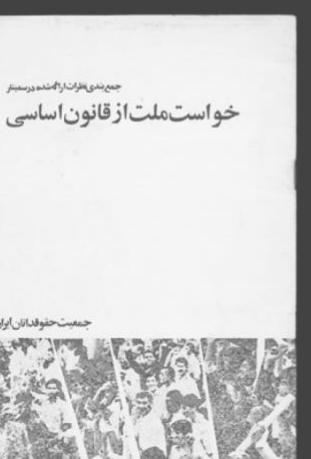 جمع‌بندی نظرات ارائه‌شده در سمینار
خواست ملت از قانون اساسی
جمعیت حقوقدانان ایران